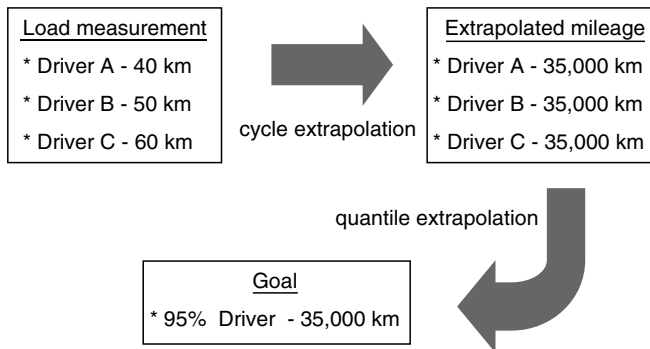 Load measurement
* Driver A - 40 km
* Driver B - 50 km
* Driver C - 60 km
cycle extrapolation
Extrapolated mileage
* Driver A - 35,000 km
* Driver B - 35,000 km
* Driver C - 35,000 km
quantile extrapolation
Goal
* 95% Driver - 35,000 km